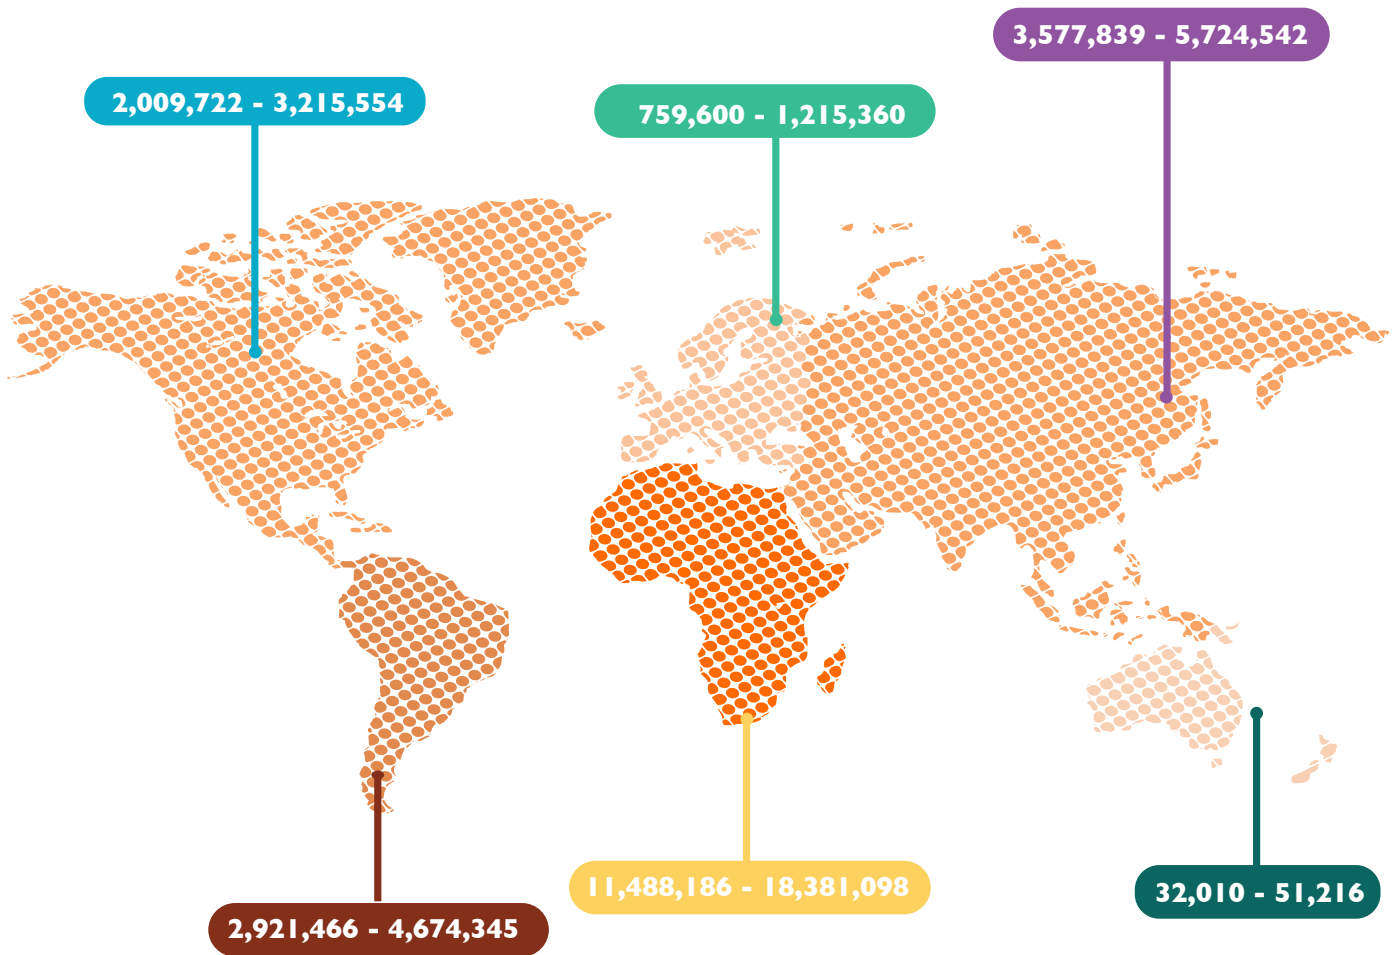 3,577,839 - 5,724,542
2,009,722 - 3,215,554
759,600 - 1,215,360
11,488,186 - 18,381,098
32,010 - 51,216
2,921,466 - 4,674,345